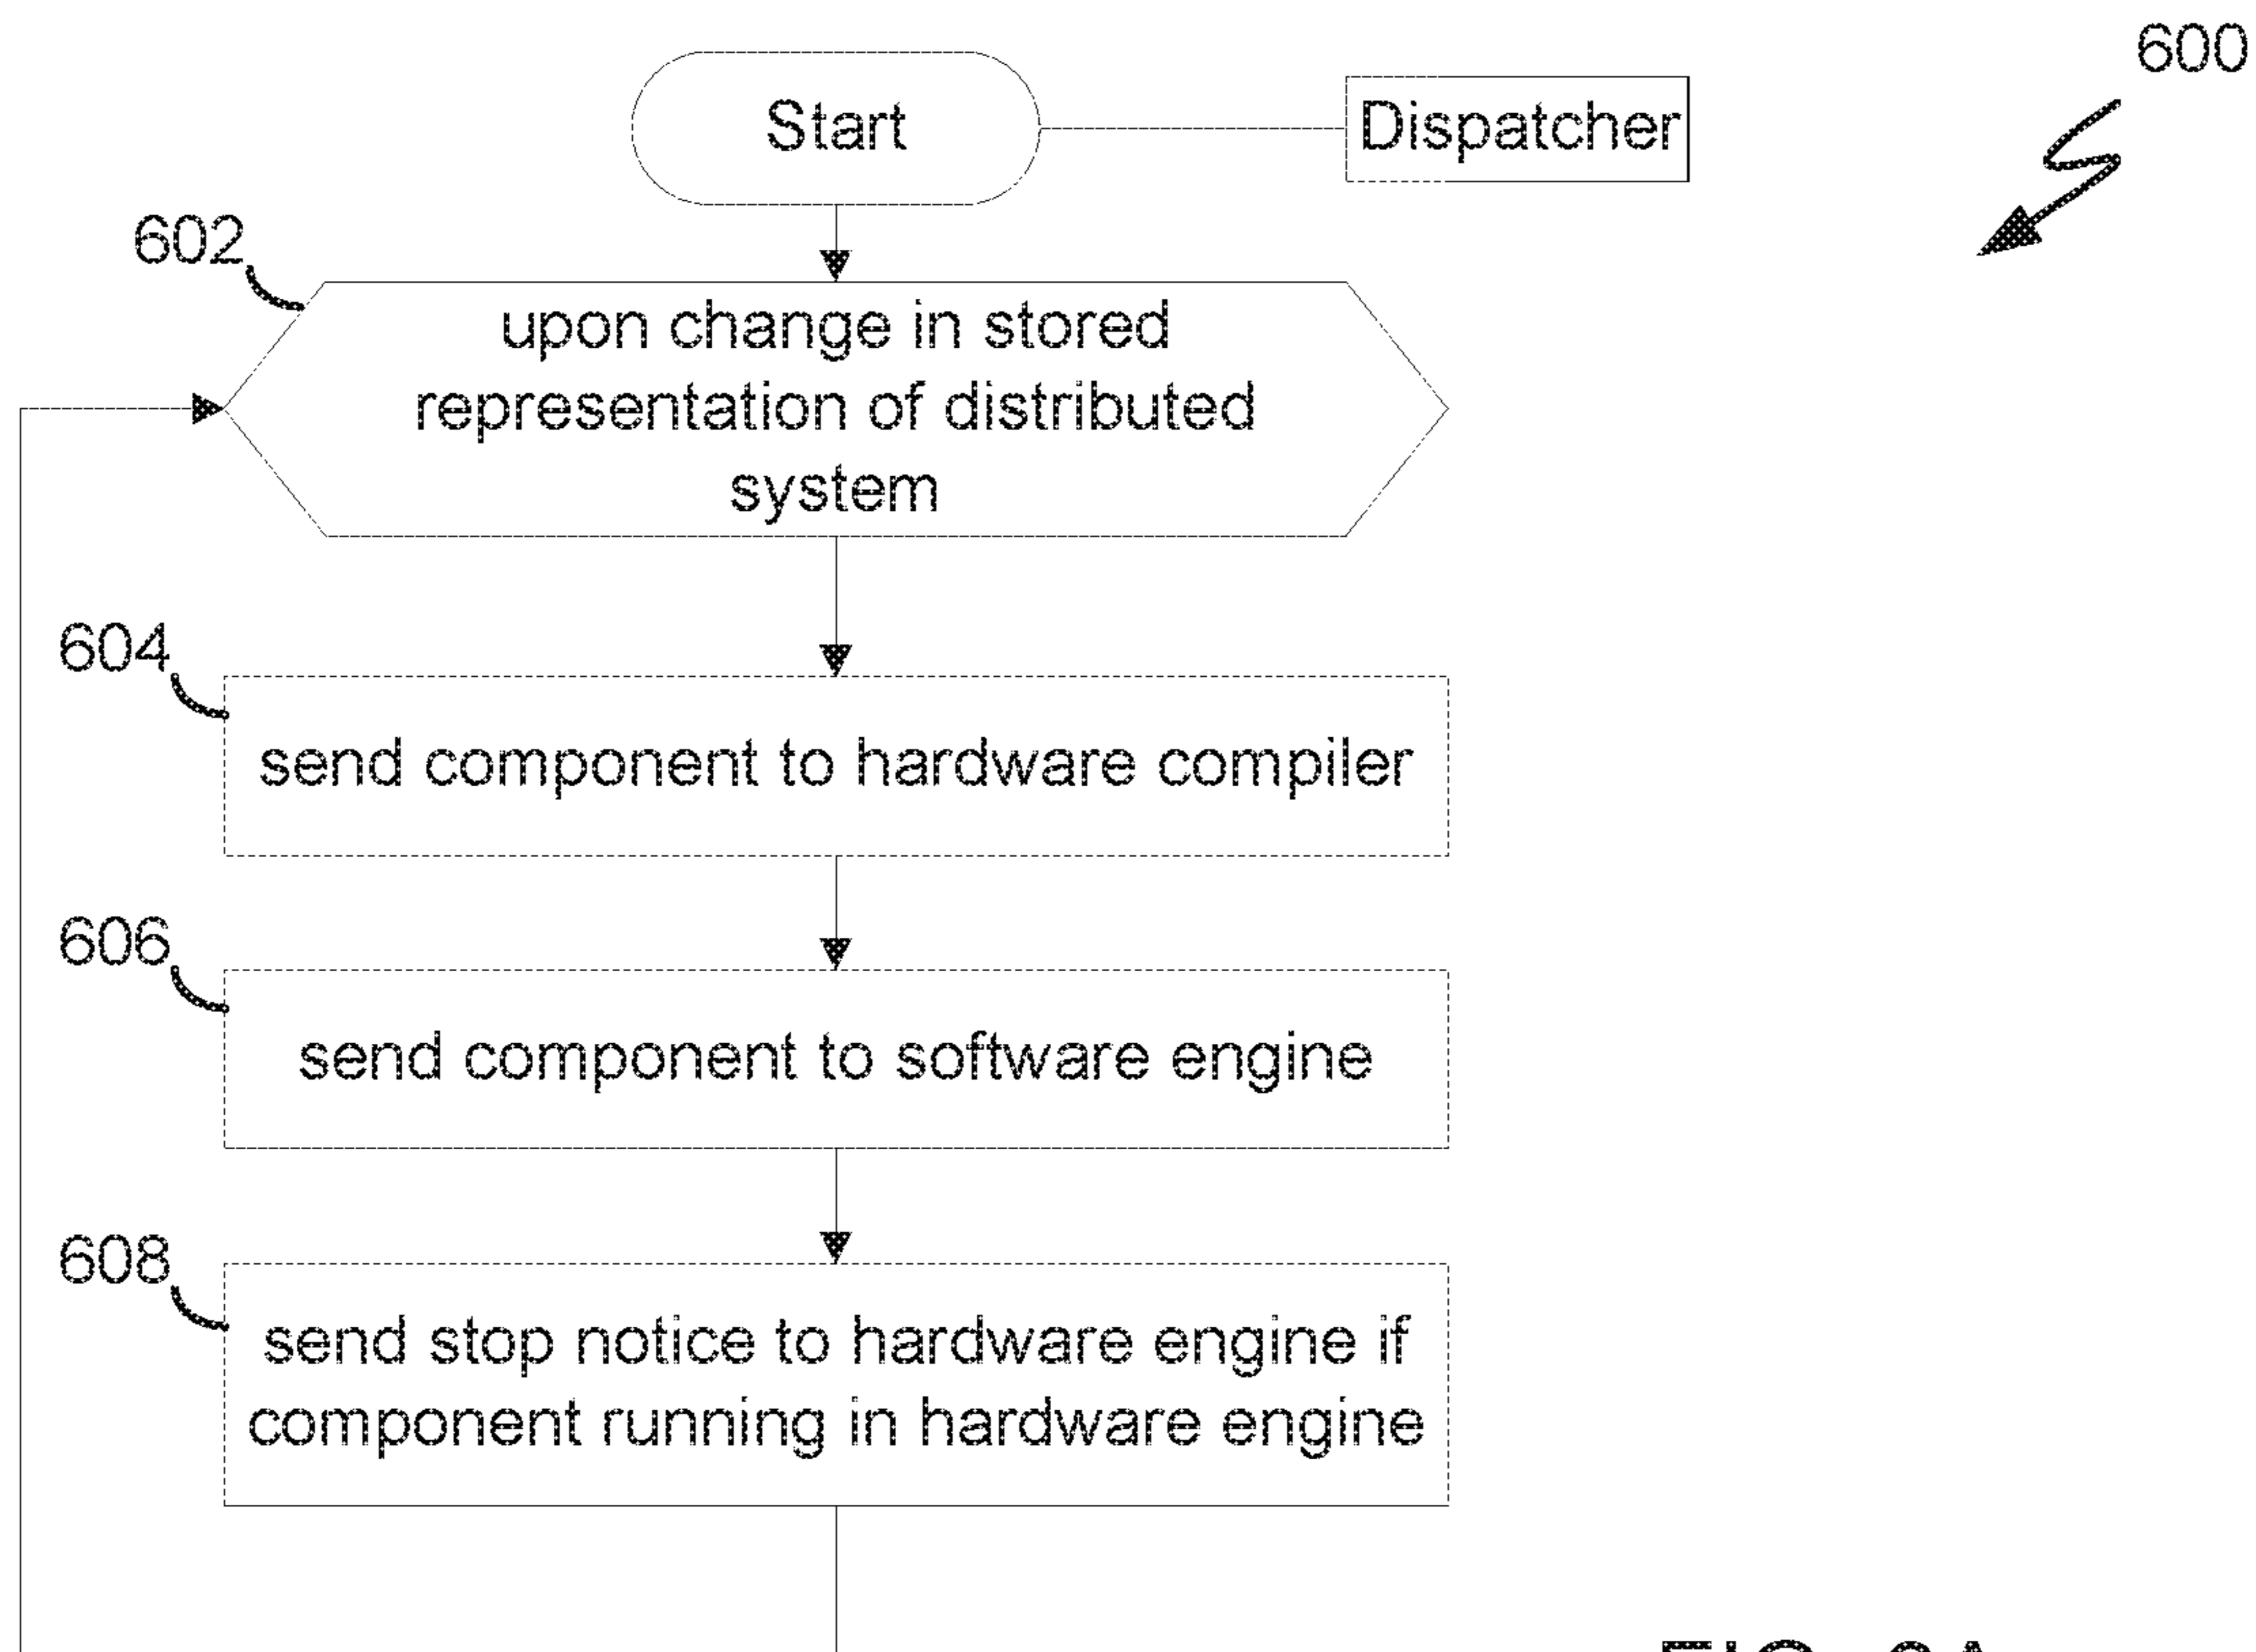 600
Start
Dispatcher
602
upon change in stored
representation of distributed
system
604
send component to hardware compiler
606
send component to software engine
608
send stop notice to hardware engine if
component running in hardware engine